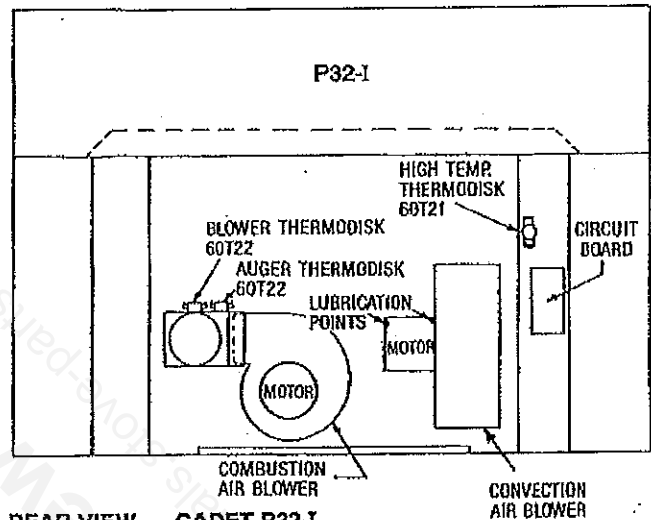 P32-I
HIGH TEMP.
THERMODISK
60T21
BLOWER THERMODISK
60T22
CIRCUIT
BOARD
AUGER THERMODISK
60T22
LUBRICATION
POINTS
MOTOR
MOTOR
COMBUSTION
AIR BLOWER
CONVECTION
AIR BLOWER
REAR VIEW CADET P32-I